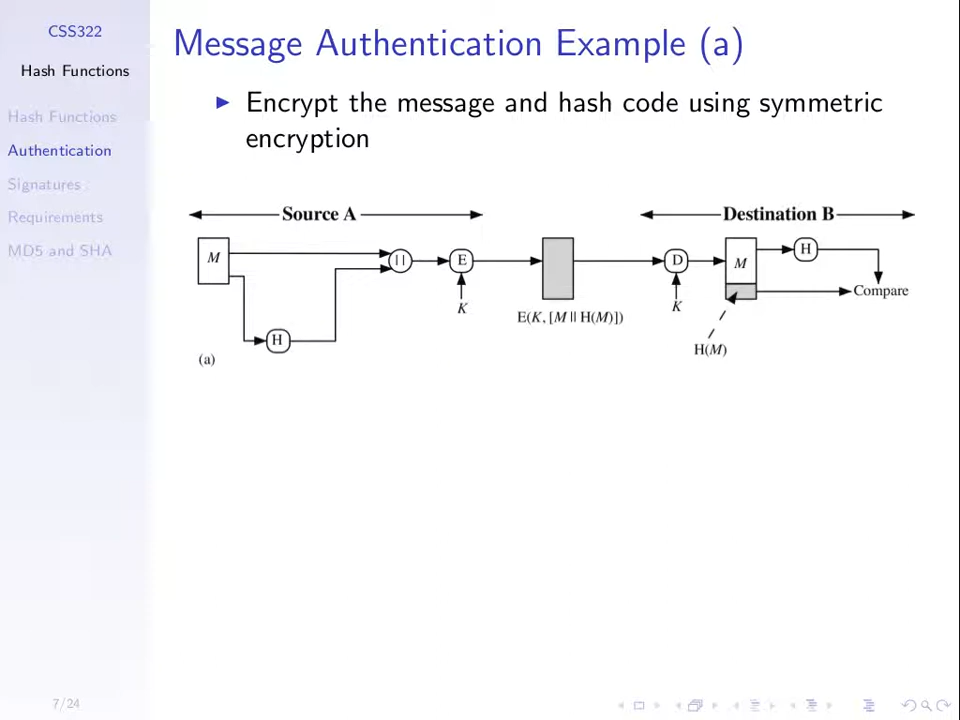 CSS322
Hash Functions
Hash Functions
Authentication
Signatures
Requirements
MD5 and SHA
Message Authentication Example (a)
Encrypt the message and hash code using symmetric
encryption
Source A
Destination B
M
||
E
D
M
H
Compare
K
K
E(K, [M || H(M)])
H
H(M)
(a)
7/24